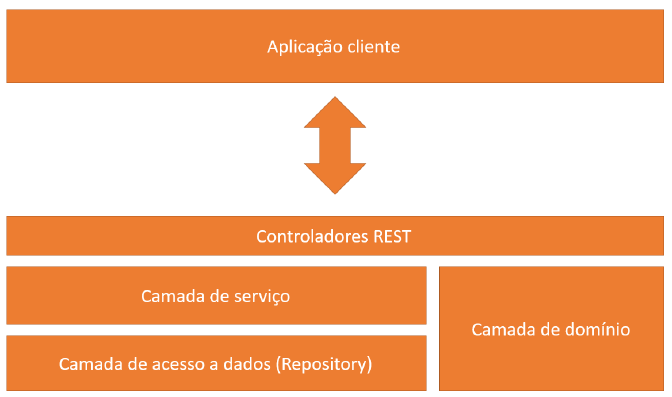 Aplicação cliente
Controladores REST
Camada de serviço
Camada de domínio
Camada de acesso a dados (Repository)